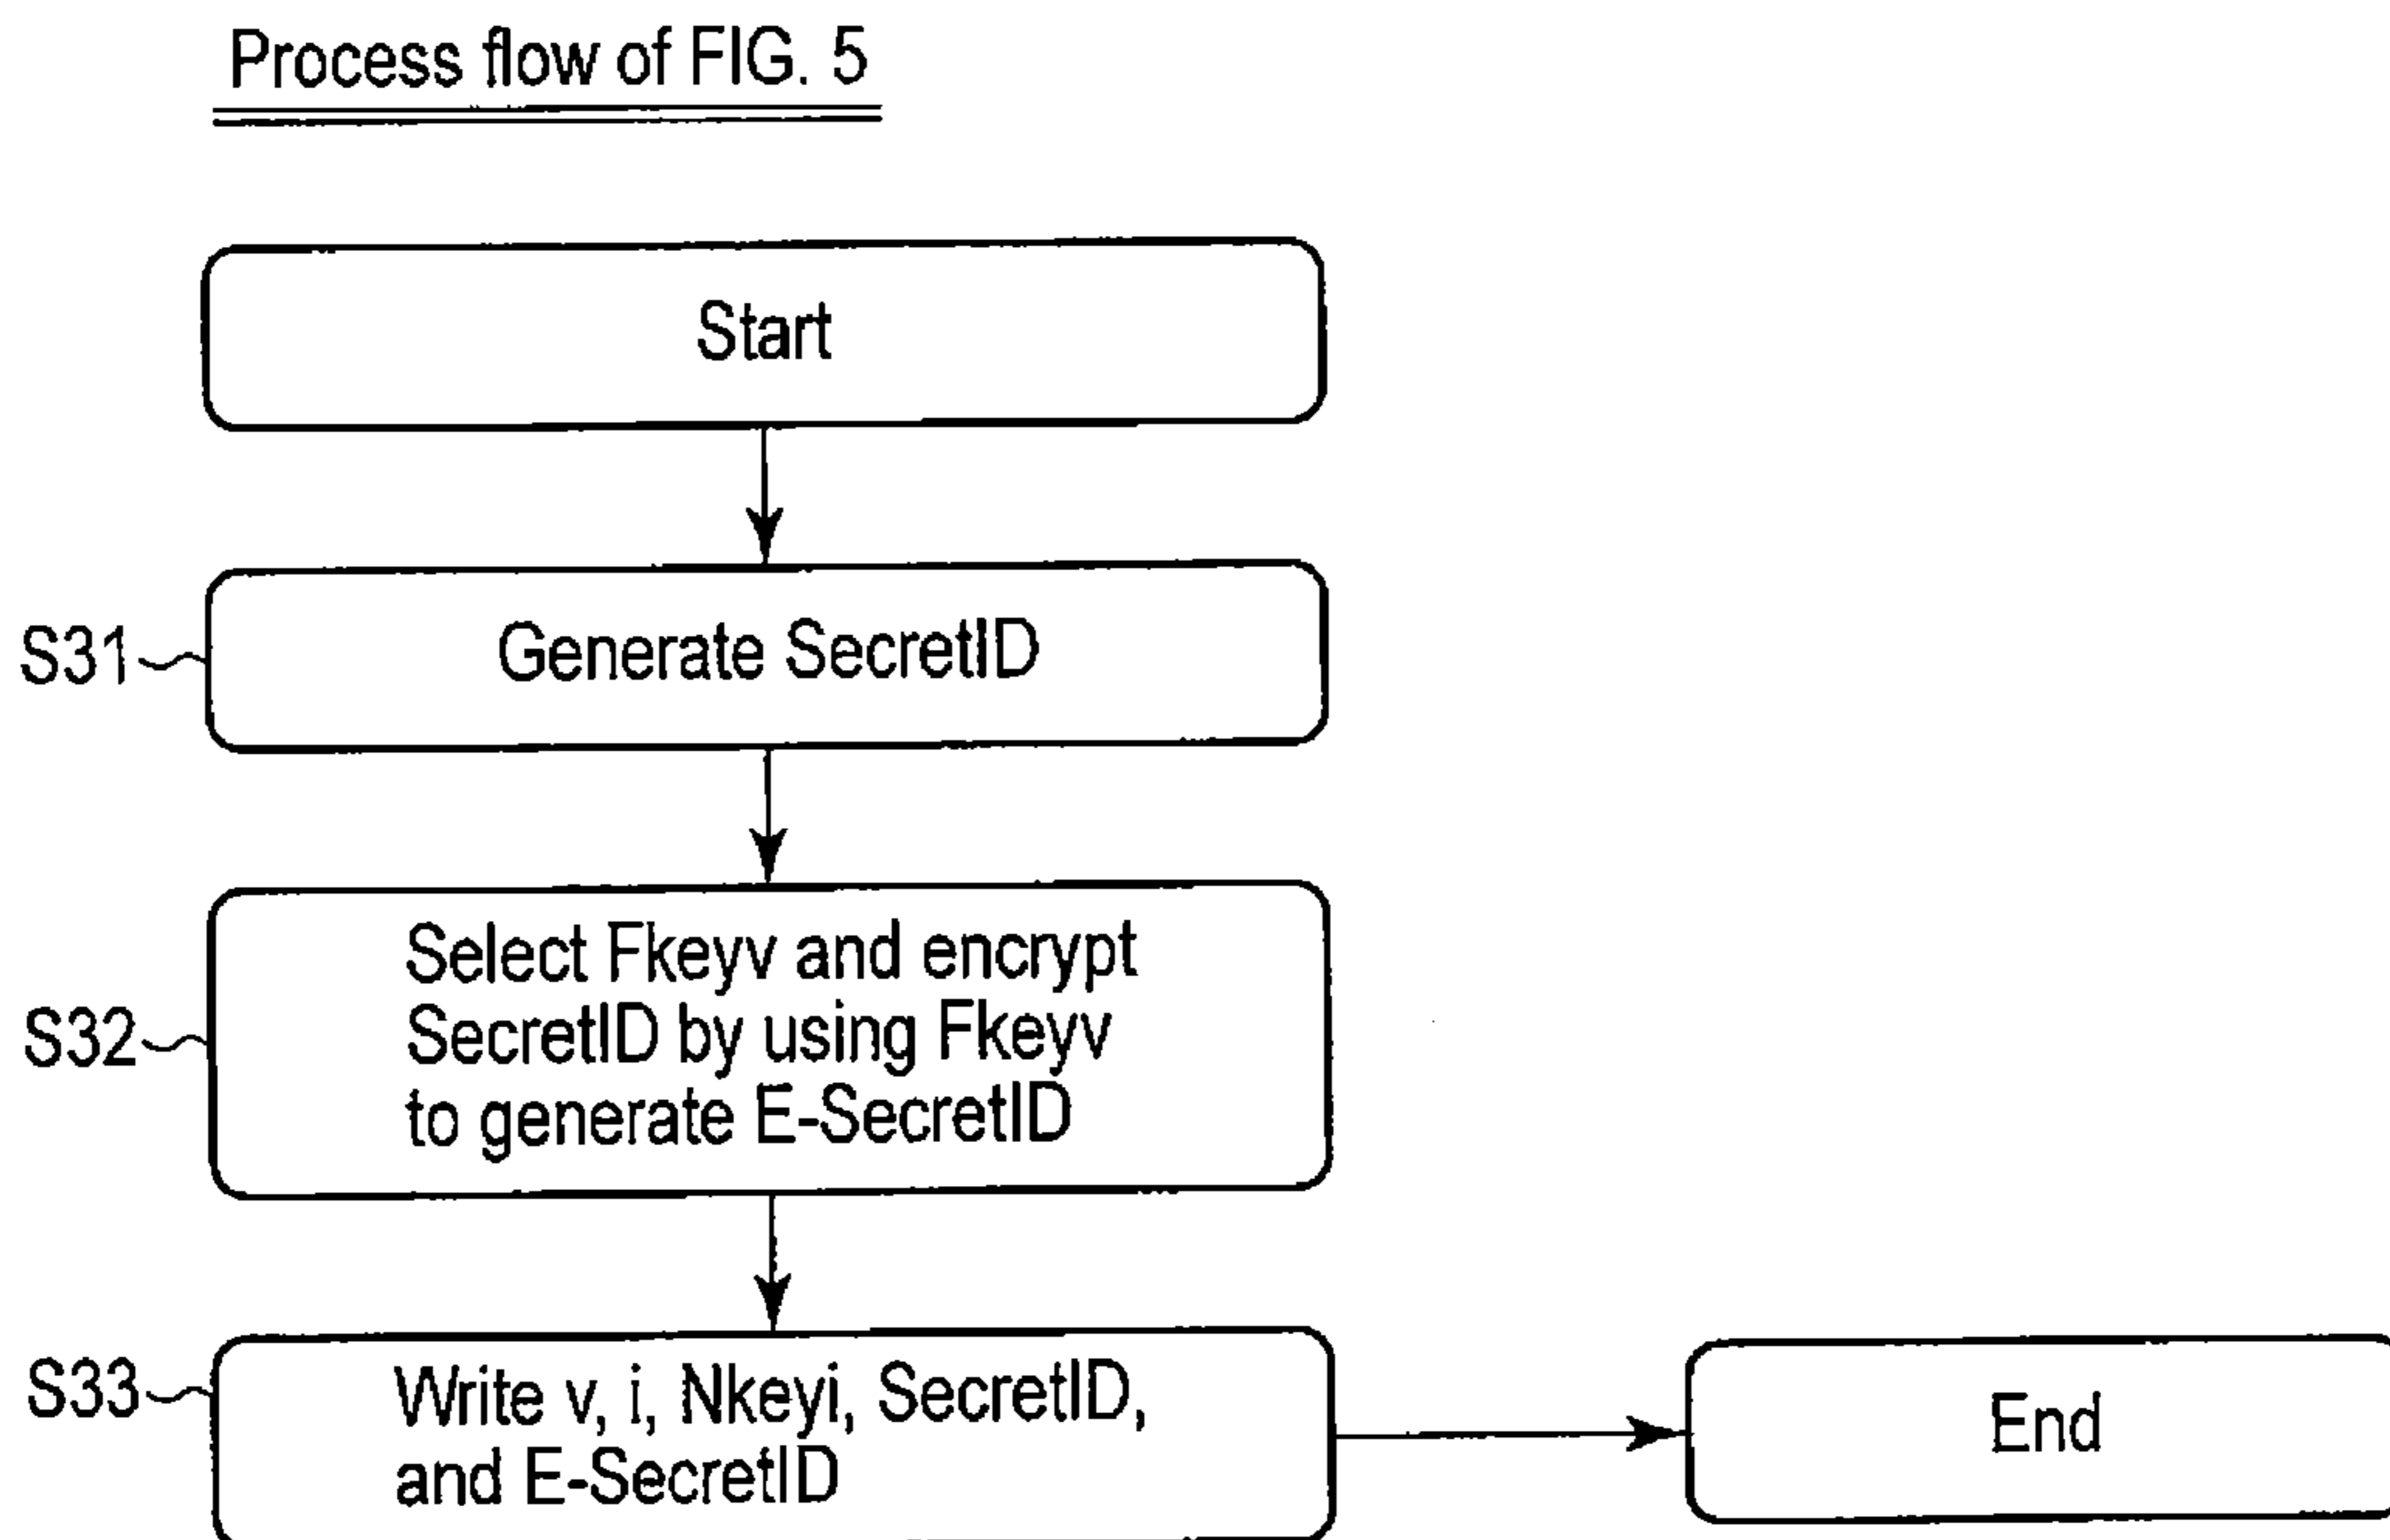 Process flow of FIG. 5
Start
S31
Generate SecretID
S32
Select Fkeyv and encrypt
SecretID by using Fkeyv
to generate E-SecretID
S33
Write v, i, Nkeyi, SecretID,
and E-SecretID
End